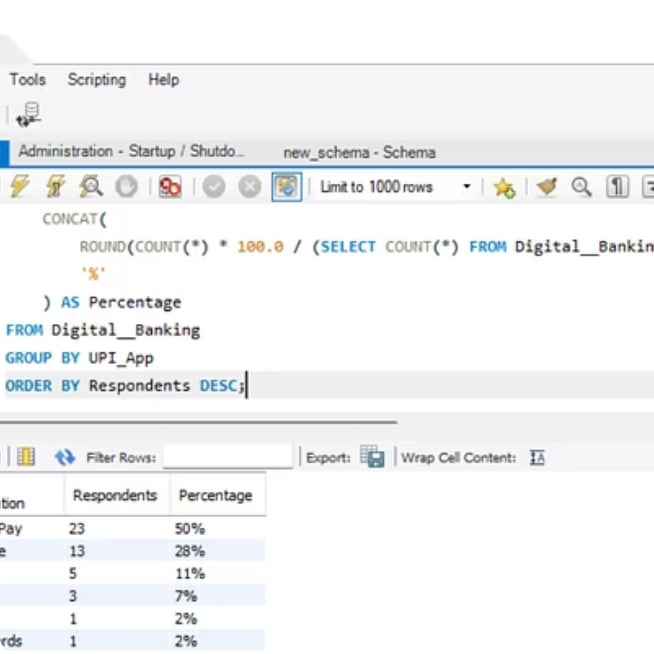 Tools Scripting Help
Administration - Startup / Shutdo... new_schema - Schema
Limit to 1000 rows
CONCAT(
ROUND(COUNT(*) * 100.0 / (SELECT COUNT(*) FROM Digital__Bankin
'%'
) AS Percentage
FROM Digital__Banking
GROUP BY UPI_App
ORDER BY Respondents DESC;
Filter Rows: Export: Wrap Cell Content: IA
tion Respondents Percentage
Pay 23 50%
e 13 28%
5 11%
3 7%
1 2%
rds 1 2%